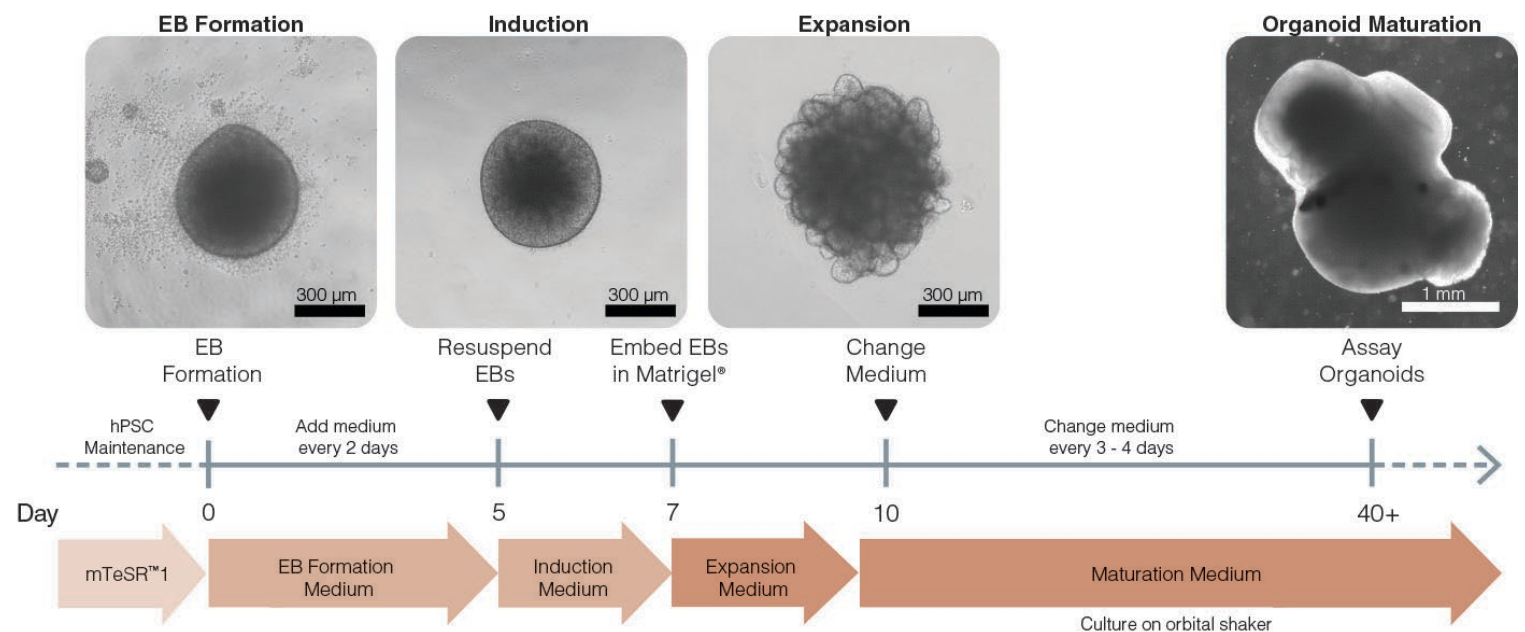 EB Formation
Induction
Expansion
Organoid Maturation
300 µm
300 µm
300 µm
1 mm
EB
Formation
Resuspend
EBs
Embed EBs
in Matrigel®
Change
Medium
Assay
Organoids
hPSC
Maintenance
Add medium
every 2 days
Change medium
every 3 - 4 days
Day
0
5
7
10
40+
mTeSR™1
EB Formation
Medium
Induction
Medium
Expansion
Medium
Maturation Medium
Culture on orbital shaker